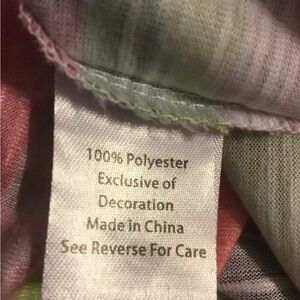 100% Polyester
Exclusive of
Decoration
Made in China
See Reverse For Care